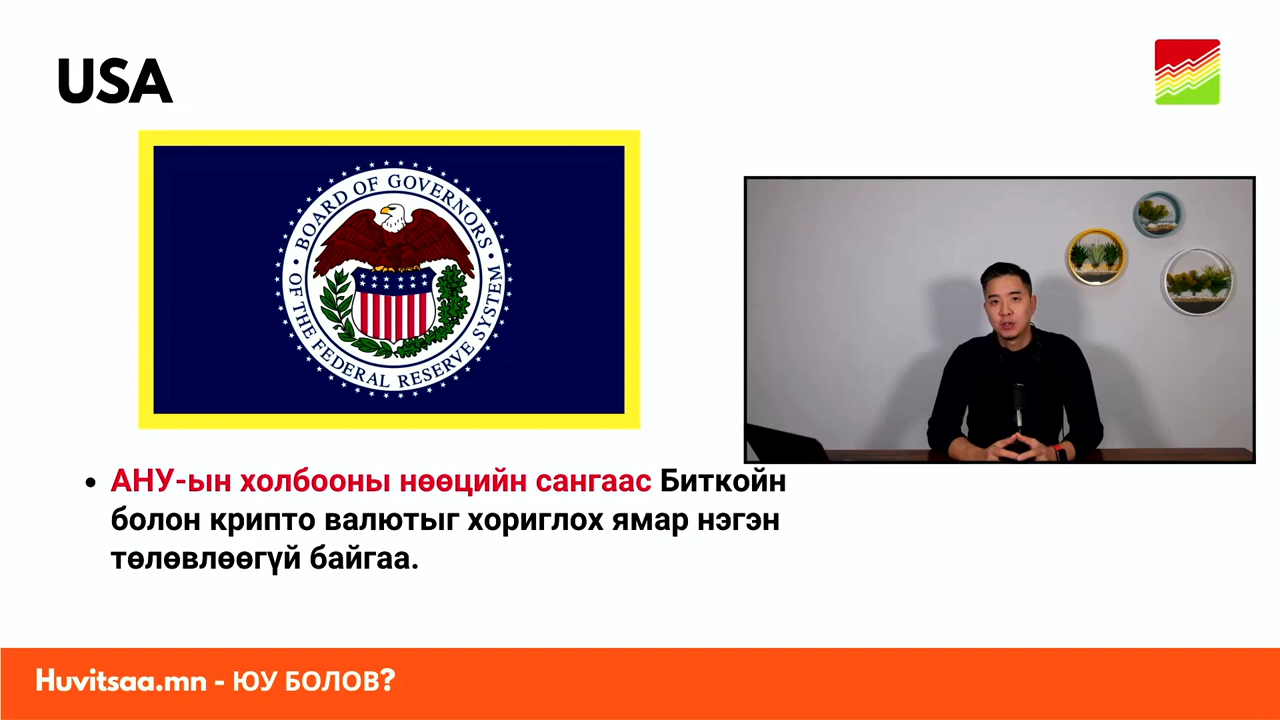 USA
BOARD OF GOVERNORS
OF THE FEDERAL RESERVE SYSTEM
• АНУ-ын холбооны нөөцийн сангаас Биткойн
болон крипто валютыг хориглох ямар нэгэн
төлөвлөөгүй байгаа.
Huvitsaa.mn - ЮУ БОЛОВ?